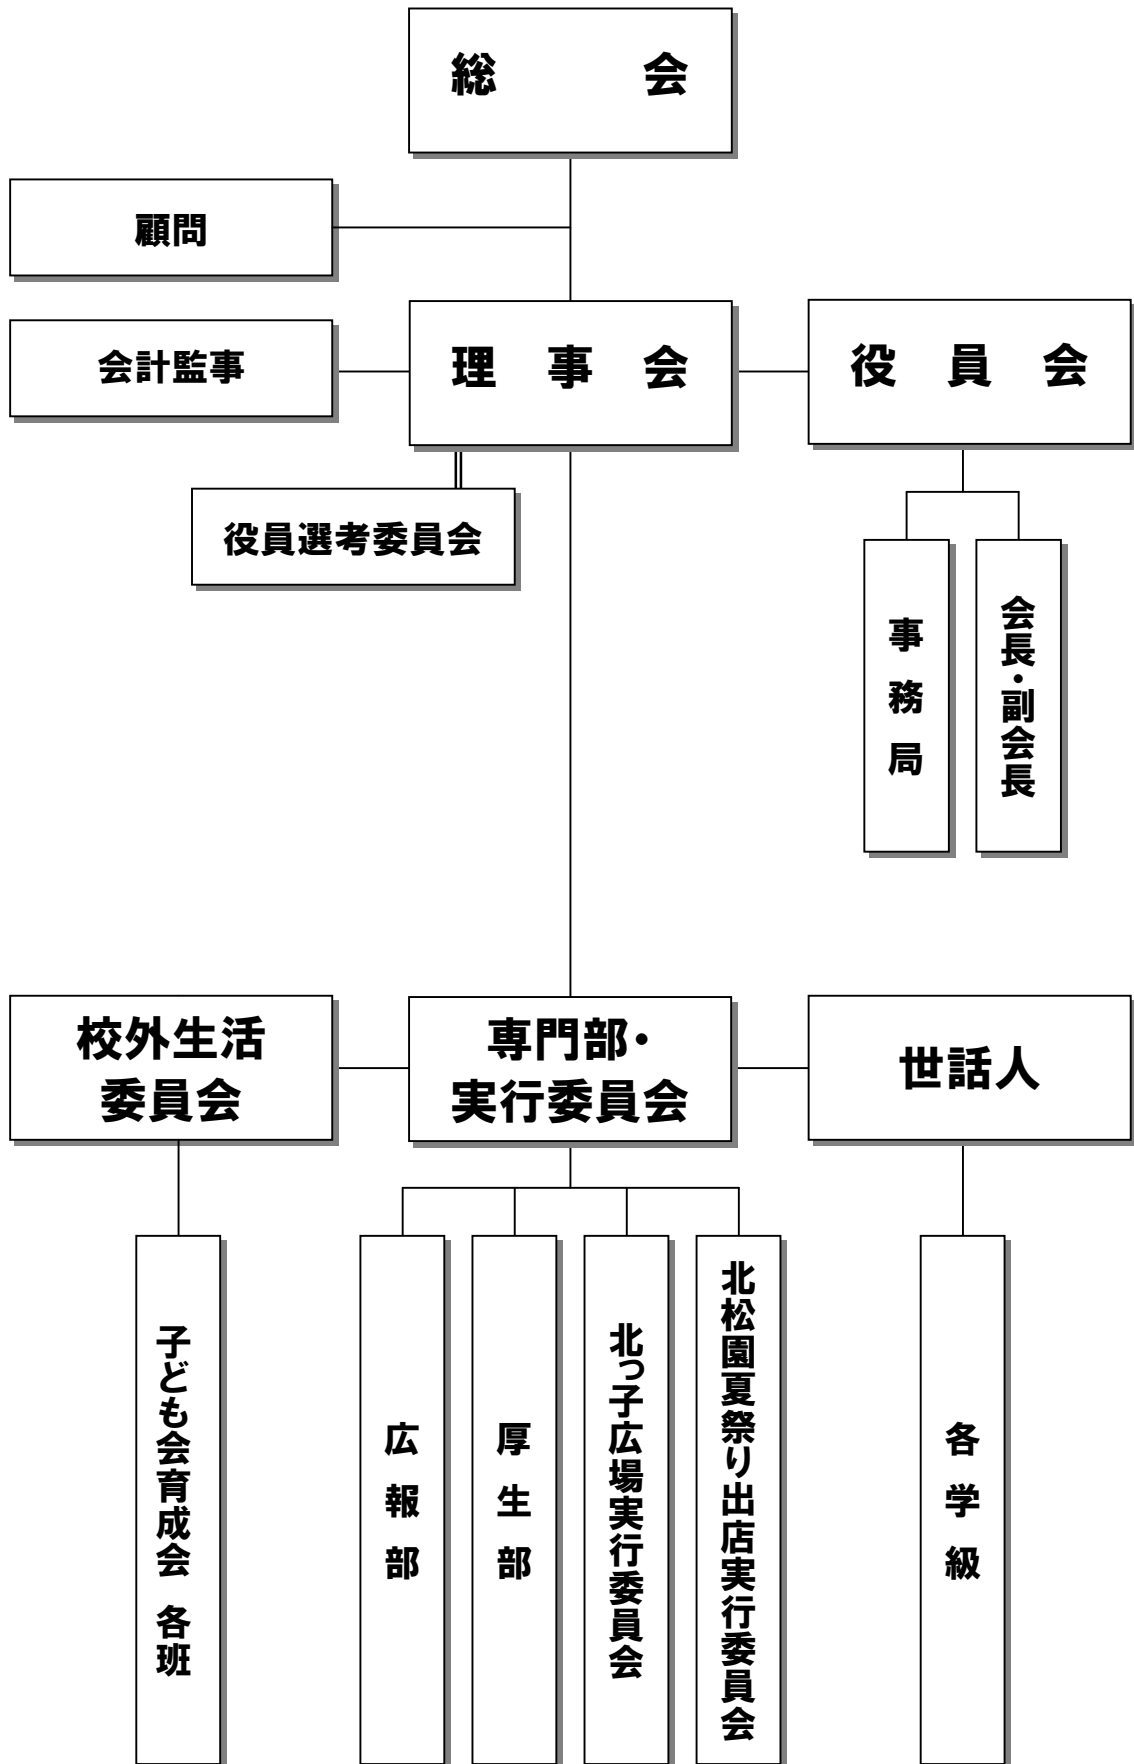 総　会
顧問
会計監事
理　事　会
役　員　会
役員選考委員会
事務局
会長・副会長
校外生活
委員会
専門部・
実行委員会
世話人
子ども会育成会　各班
広報部
厚生部
北っ子広場実行委員会
北松園夏祭り出店実行委員会
各学級